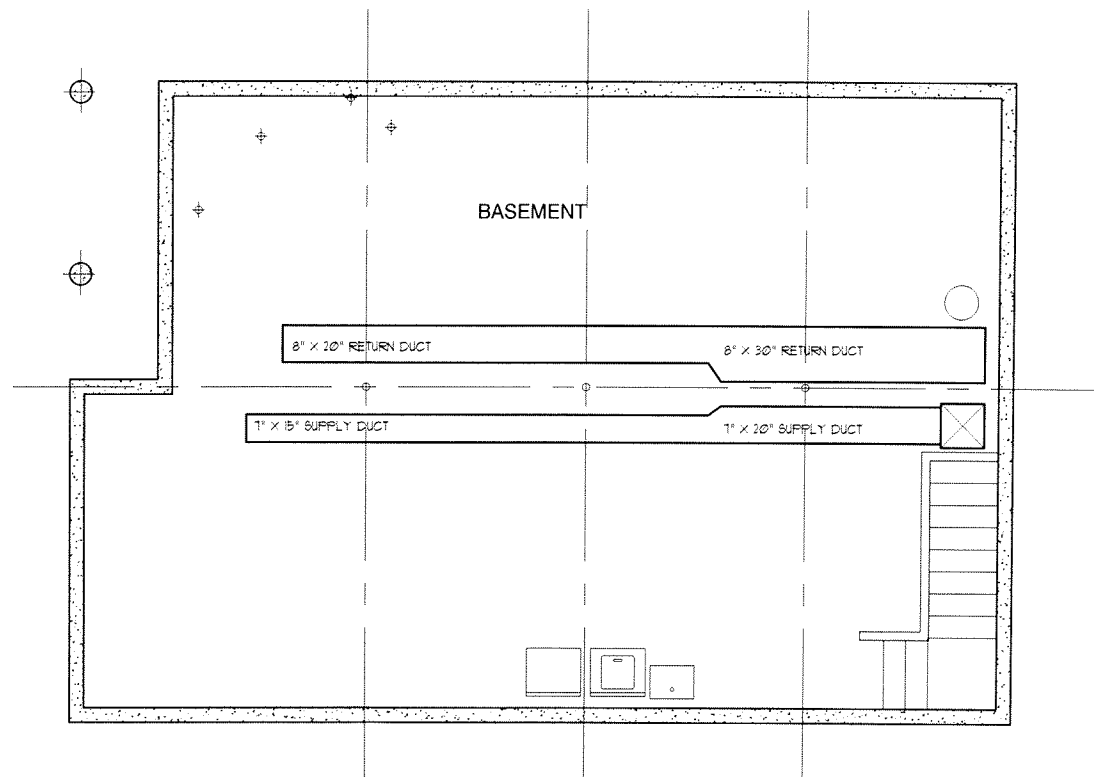 BASEMENT
8" X 20" RETURN DUCT
8" X 30" RETURN DUCT
7" X 15" SUPPLY DUCT
7" X 20" SUPPLY DUCT